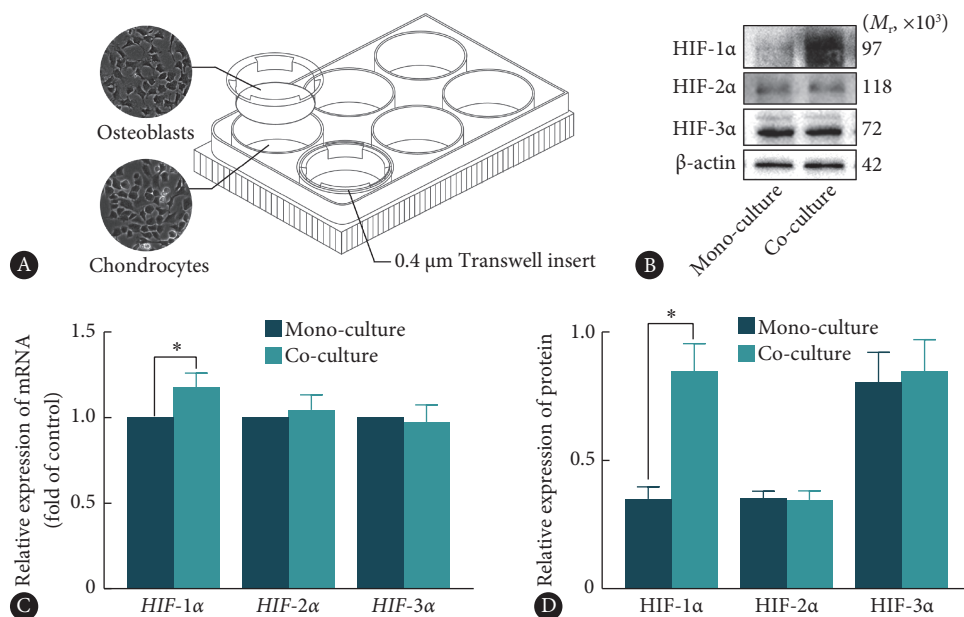 A
Osteoblasts
Chondrocytes
0.4 μm Transwell insert
B
(Mr, ×10³)
HIF-1α 97
HIF-2α 118
HIF-3α 72
β-actin 42
Mono-culture
Co-culture
C
Relative expression of mRNA
(fold of control)
1.5
1.0
0.5
0
*
Mono-culture
Co-culture
HIF-1α
HIF-2α
HIF-3α
D
Relative expression of protein
1.0
0.5
0
*
Mono-culture
Co-culture
HIF-1α
HIF-2α
HIF-3α